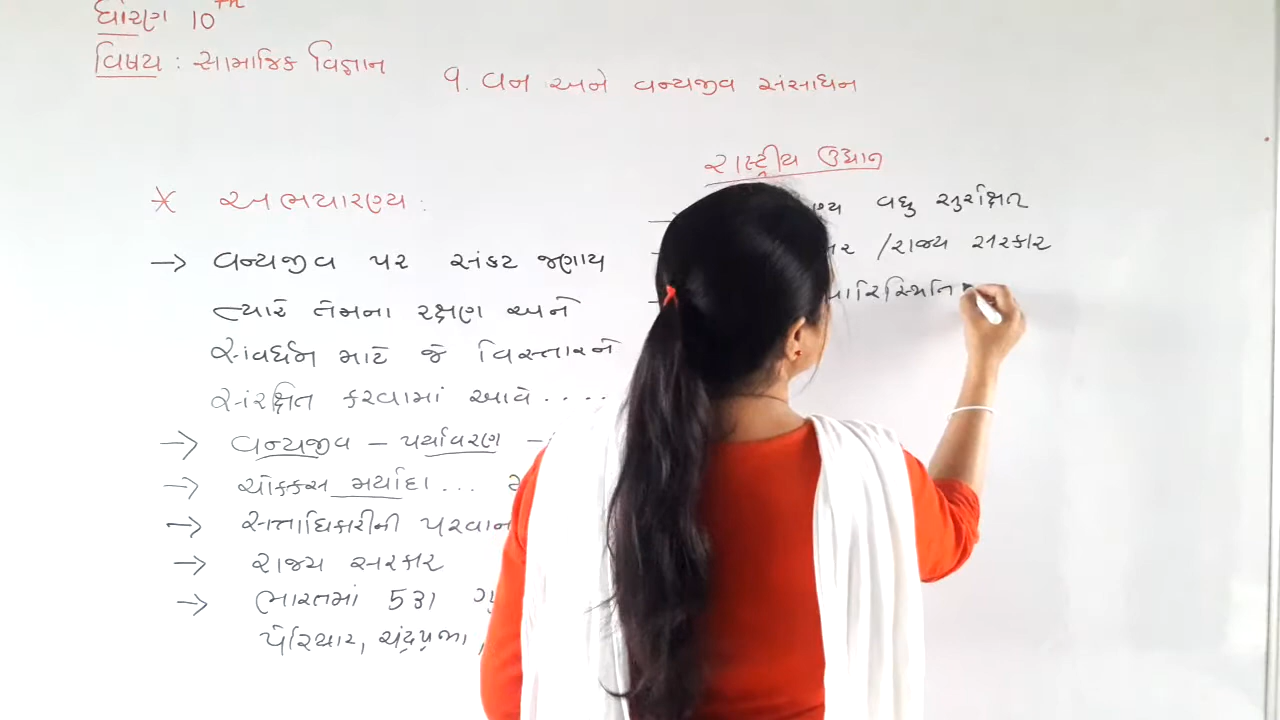 ધોરણ 10th
વિષય : સામાજિક વિજ્ઞાન
૧. વન અને વન્યજીવ સંસાધન
* અભયારણ્ય :
→ વન્યજીવ પર સંકટ જણાય
ત્યારે તેમના રક્ષણ અને
સંવર્ધન માટે જે વિસ્તારને
સંરક્ષિત કરવામાં આવે . . . .
→ વન્યજીવ – પર્યાવરણ –
→ ચોક્કસ મર્યાદા . . .
→ સત્તાધિકારીની પરવાન
→ રાજ્ય સરકાર
→ ભારતમાં 531
પેરિયાર, ચંદ્રપ્રભા,
રાષ્ટ્રીય ઉદ્યાન
ણ્ય વધુ સુરક્ષિત
ાર / રાજ્ય સરકાર
પારિસ્થિતિ